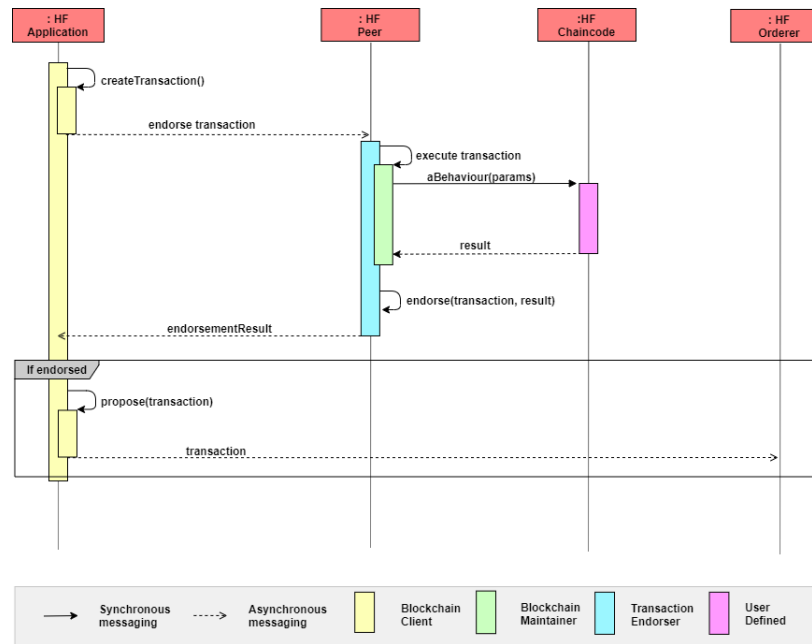 : HF
Application
: HF
Peer
:HF
Chaincode
: HF
Orderer
createTransaction()
endorse transaction
execute transaction
aBehaviour(params)
result
endorse(transaction, result)
endorsementResult
If endorsed
propose(transaction)
transaction
Synchronous
messaging
Asynchronous
messaging
Blockchain
Client
Blockchain
Maintainer
Transaction
Endorser
User
Defined